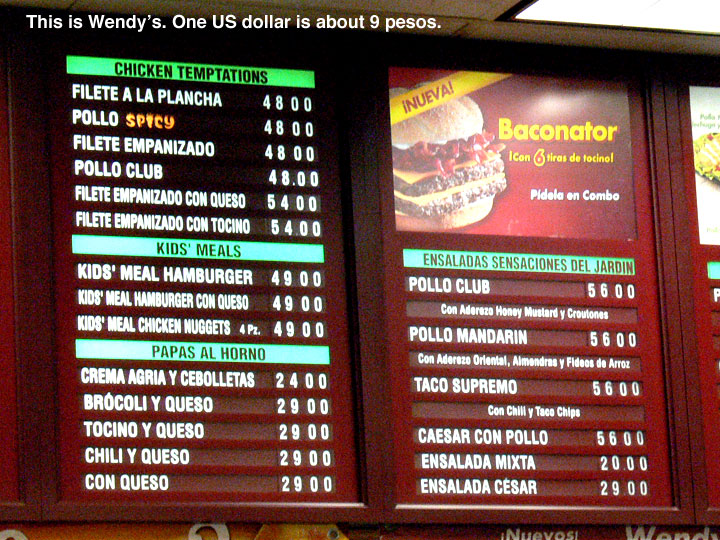 This is Wendy's. One US dollar is about 9 pesos.
CHICKEN TEMPTATIONS
FILETE A LA PLANCHA 48 00
POLLO SPICY 48 00
FILETE EMPANIZADO 48 00
POLLO CLUB 48.00
FILETE EMPANIZADO CON QUESO 54 00
FILETE EMPANIZADO CON TOCINO 54.00
KIDS' MEALS
KIDS' MEAL HAMBURGER 49 00
KIDS' MEAL HAMBURGER CON QUESO 49 00
KIDS' MEAL CHICKEN NUGGETS 4 Pz. 49 00
PAPAS AL HORNO
CREMA AGRIA Y CEBOLLETAS 24 00
BRÓCOLI Y QUESO 29 00
TOCINO Y QUESO 29 00
CHILI Y QUESO 29 00
CON QUESO 29 00
¡NUEVA!
Baconator
¡Con 6 tiras de tocino!
Pídela en Combo
ENSALADAS SENSACIONES DEL JARDIN
POLLO CLUB 56 00
Con Aderezo Honey Mustard y Croutones
POLLO MANDARIN 56 00
Con Aderezo Oriental, Almendras y Fideos de Arroz
TACO SUPREMO 56 00
Con Chili y Taco Chips
CAESAR CON POLLO 56 00
ENSALADA MIXTA 20.00
ENSALADA CÉSAR 29 00
¡Nuevos!
Wendy